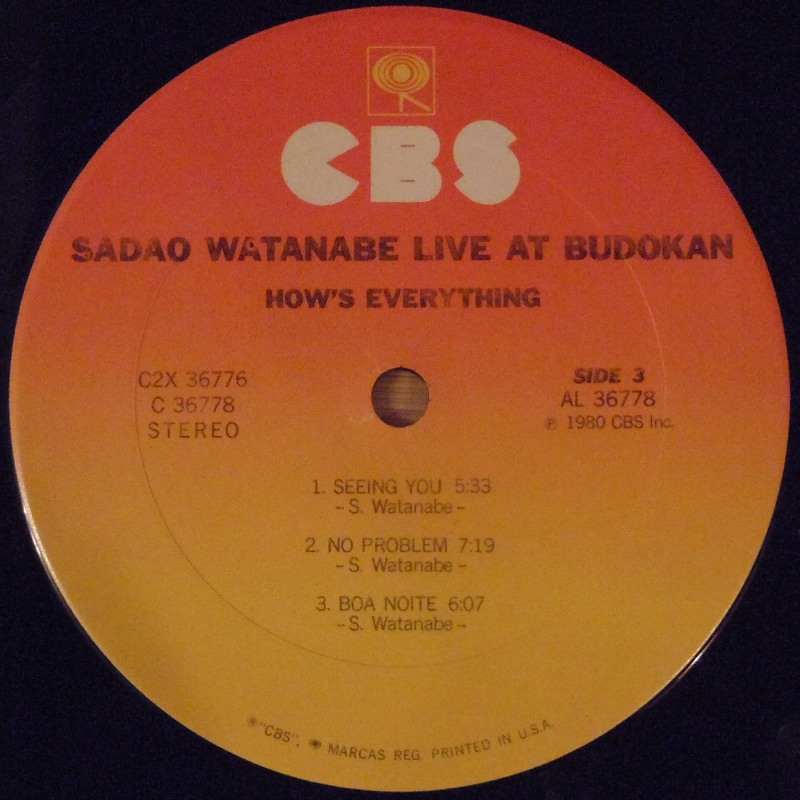 CBS
SADAO WATANABE LIVE AT BUDOKAN
HOW'S EVERYTHING
C2X 36776
C 36778
STEREO
SIDE 3
AL 36778
℗ 1980 CBS Inc.
1. SEEING YOU 5:33
– S. Watanabe –
2. NO PROBLEM 7:19
– S. Watanabe –
3. BOA NOITE 6:07
– S. Watanabe –
®"CBS", MARCAS REG. PRINTED IN U.S.A.